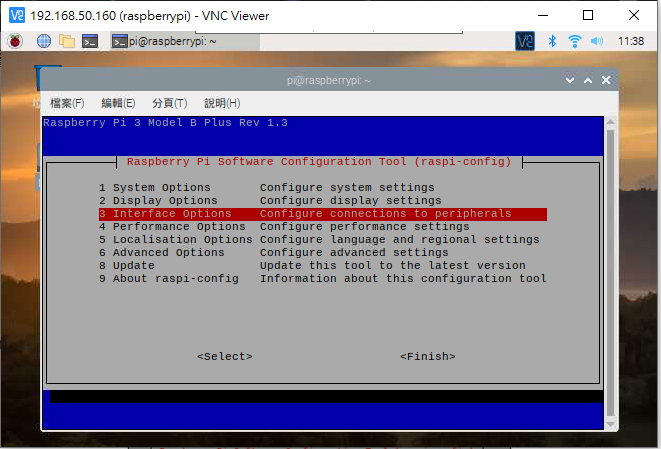 192.168.50.160 (raspberrypi) - VNC Viewer
pi@raspberrypi: ~
11:38
pi@raspberrypi: ~
檔案(F) 編輯(E) 分頁(T) 說明(H)
Raspberry Pi 3 Model B Plus Rev 1.3
Raspberry Pi Software Configuration Tool (raspi-config)
1 System Options Configure system settings
2 Display Options Configure display settings
3 Interface Options Configure connections to peripherals
4 Performance Options Configure performance settings
5 Localisation Options Configure language and regional settings
6 Advanced Options Configure advanced settings
8 Update Update this tool to the latest version
9 About raspi-config Information about this configuration tool
<Select> <Finish>